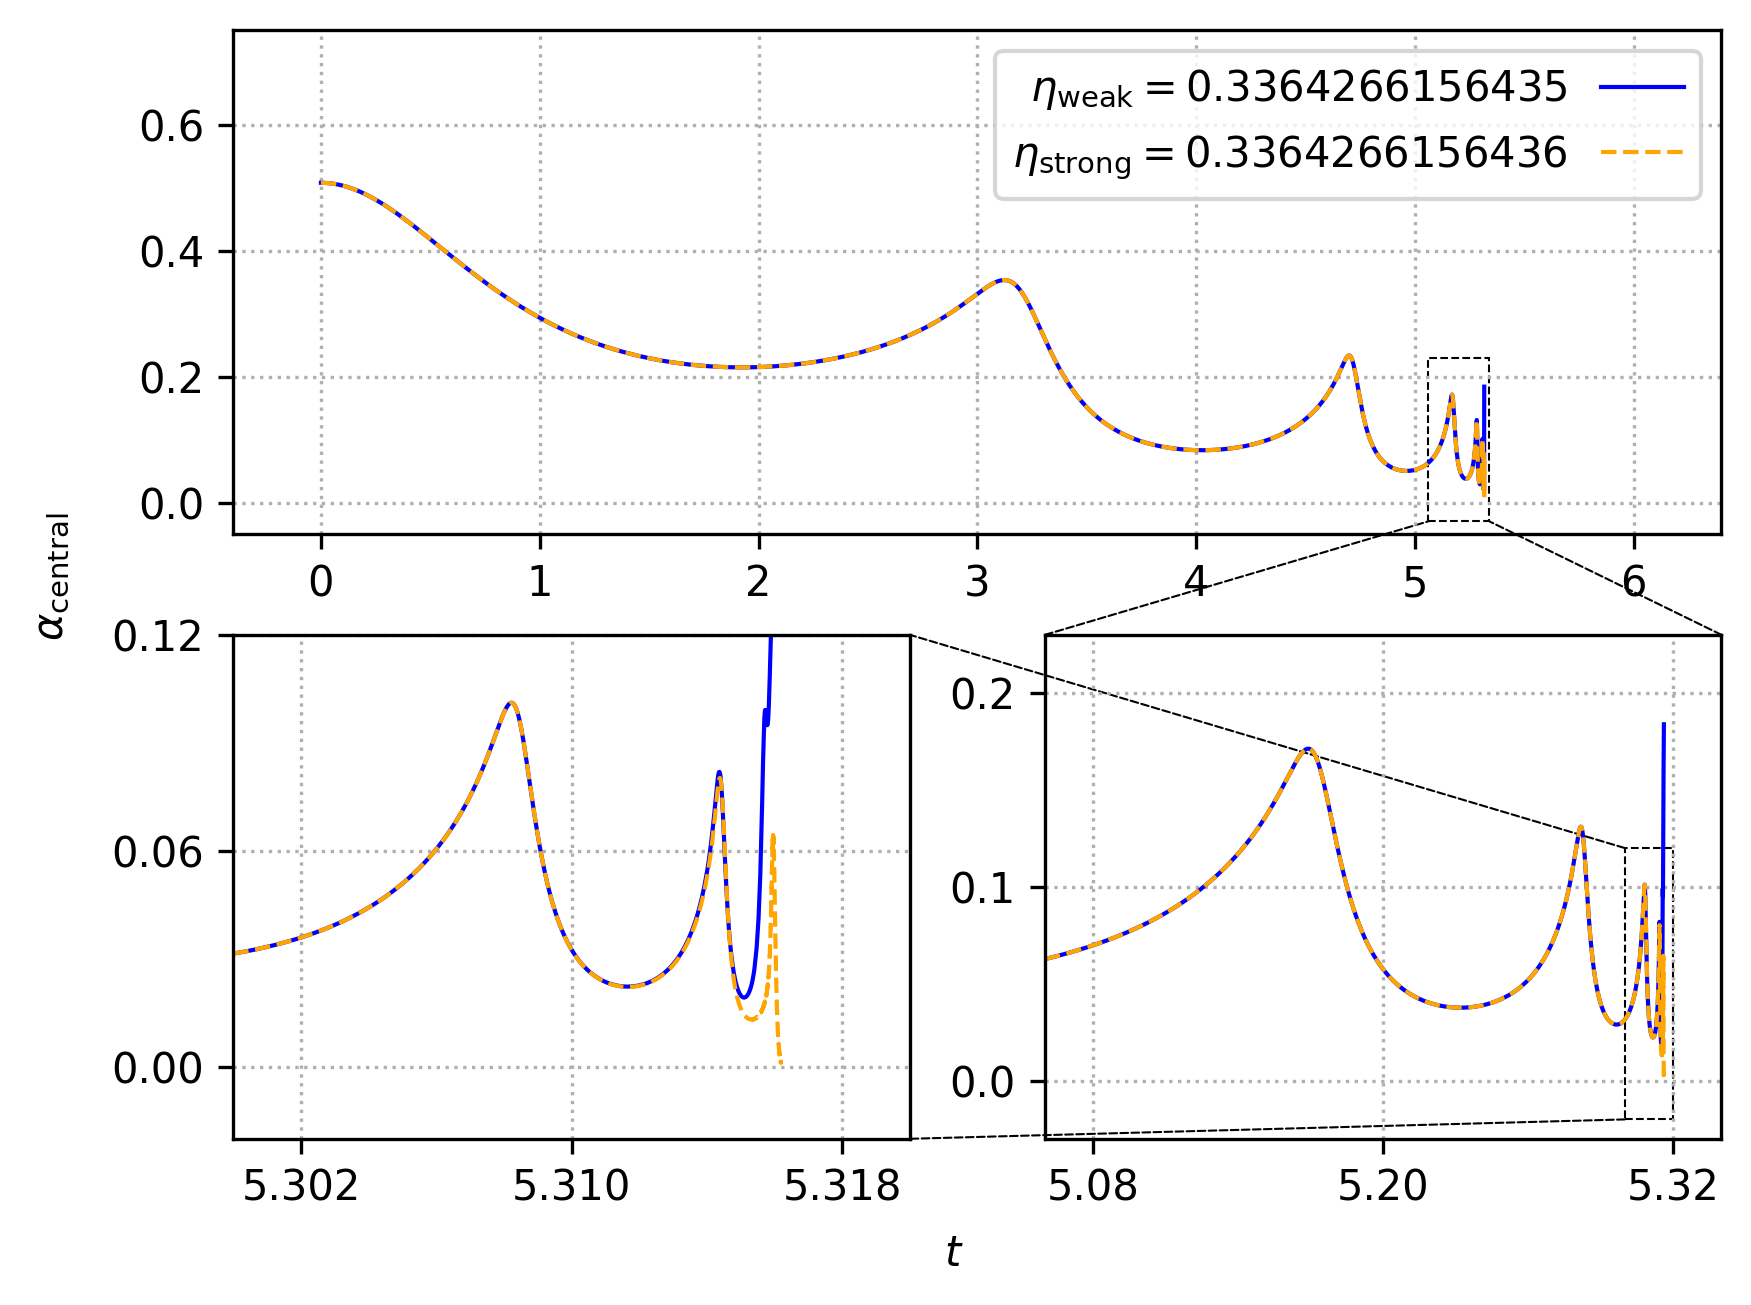 η_weak = 0.3364266156435
η_strong = 0.3364266156436
0.6
0.4
0.2
0.0
0 1 2 3 4 5 6
α_central
0.12
0.06
0.00
5.302 5.310 5.318
0.2
0.1
0.0
5.08 5.20 5.32
t